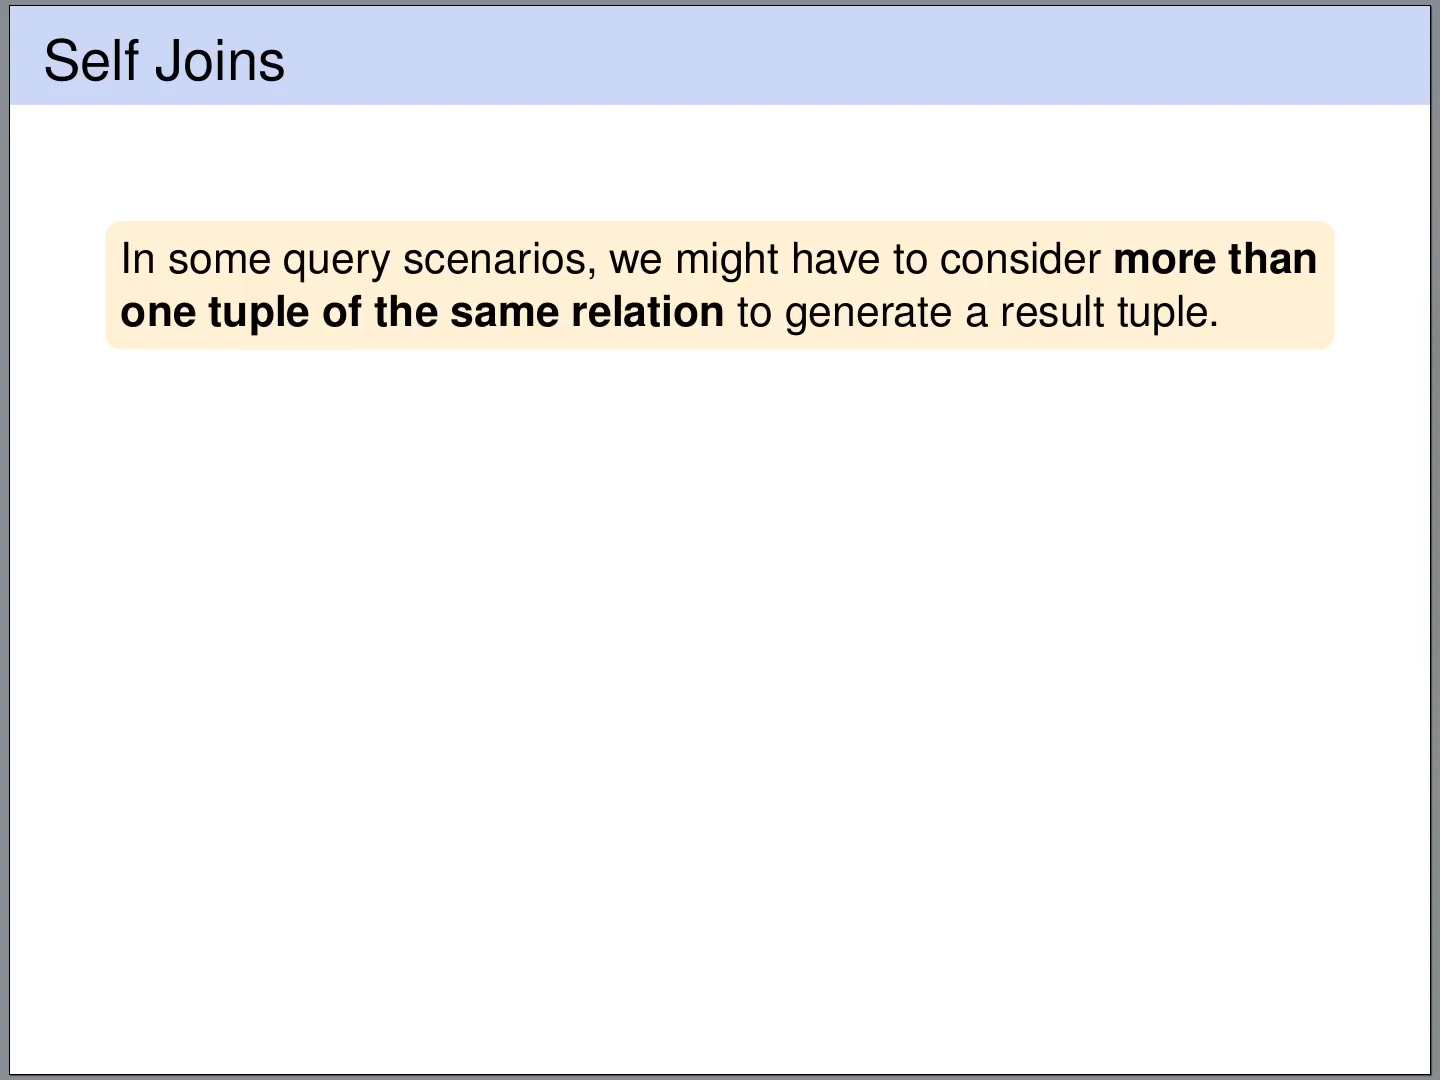 Self Joins
In some query scenarios, we might have to consider more than
one tuple of the same relation to generate a result tuple.